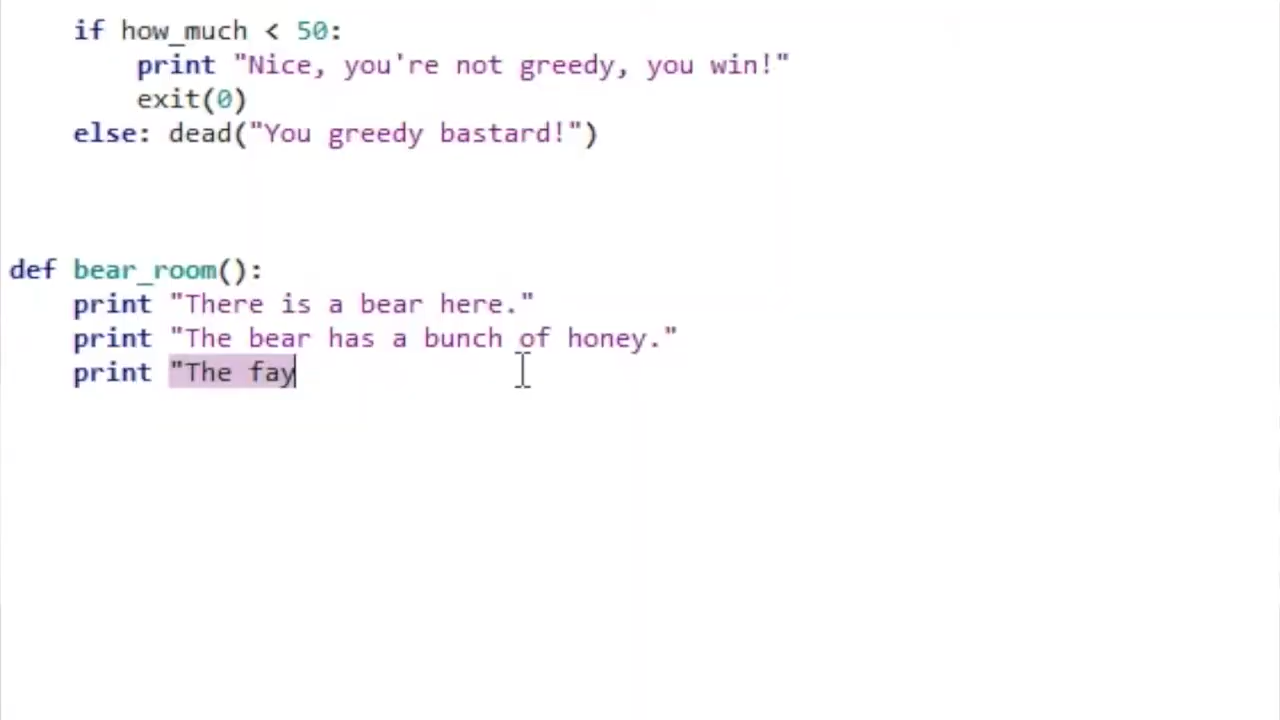 if how_much < 50:
print "Nice, you're not greedy, you win!"
exit(0)
else: dead("You greedy bastard!")
def bear_room():
print "There is a bear here."
print "The bear has a bunch of honey."
print "The fay